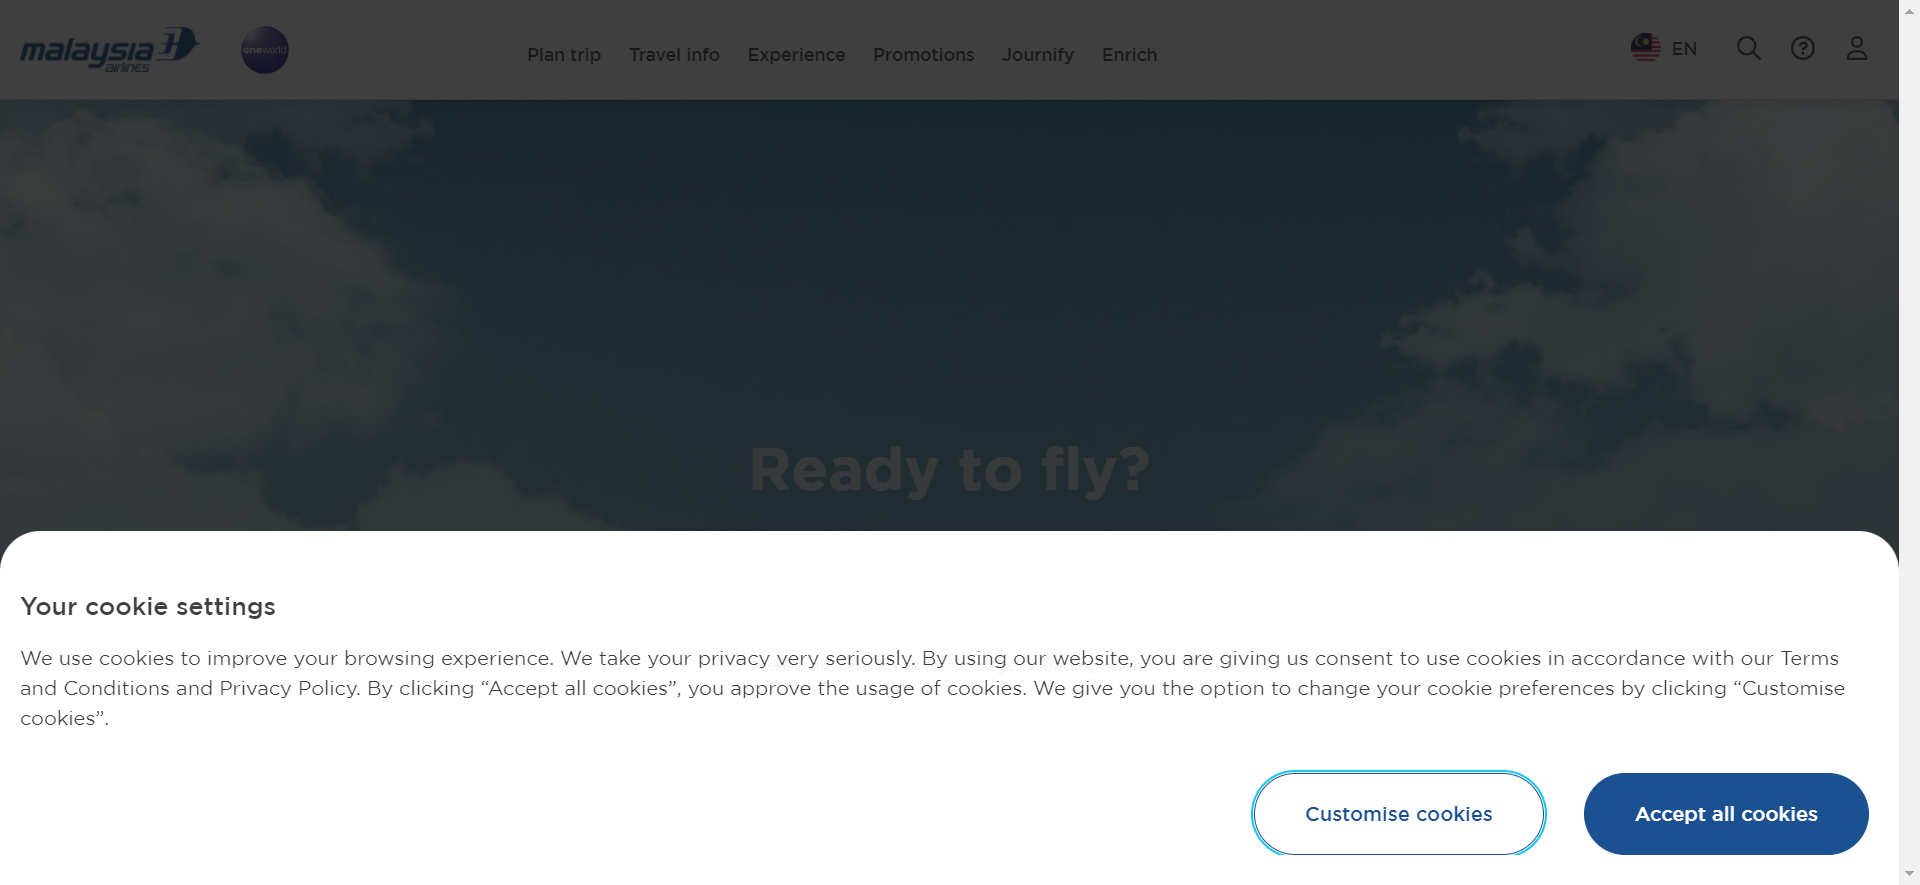 malaysia airlines
oneworld
Plan trip
Travel info
Experience
Promotions
Journify
Enrich
EN
Ready to fly?
Your cookie settings
We use cookies to improve your browsing experience. We take your privacy very seriously. By using our website, you are giving us consent to use cookies in accordance with our Terms
and Conditions and Privacy Policy. By clicking “Accept all cookies”, you approve the usage of cookies. We give you the option to change your cookie preferences by clicking “Customise
cookies”.
Customise cookies
Accept all cookies